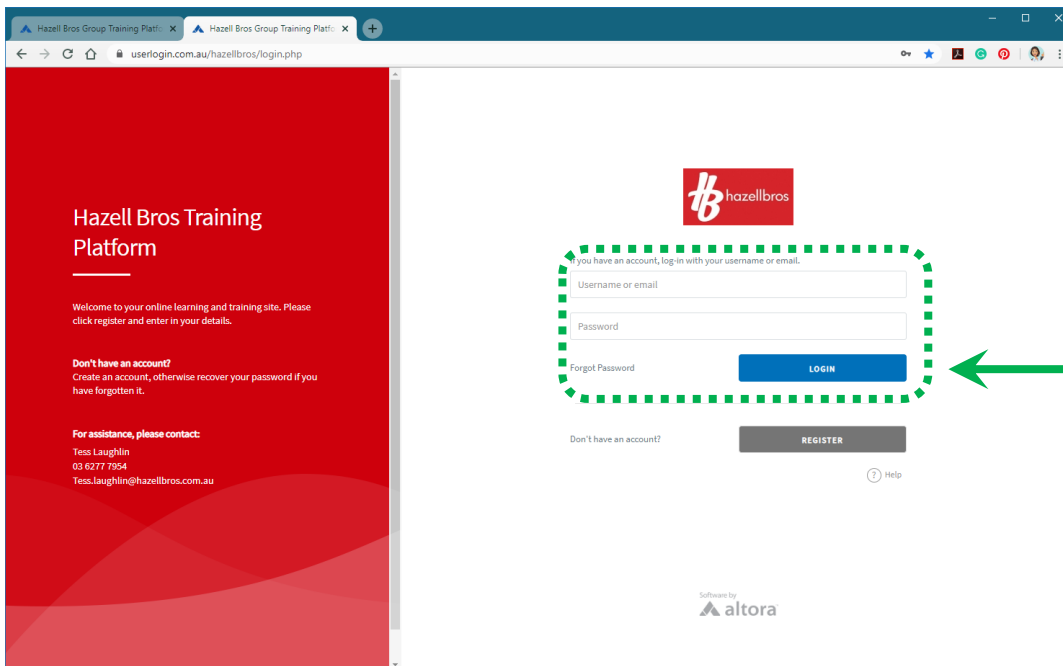 Hazell Bros Group Training Platfo
Hazell Bros Group Training Platfo
userlogin.com.au/hazellbros/login.php
Hazell Bros Training
Platform
Welcome to your online learning and training site. Please
click register and enter in your details.
Don't have an account?
Create an account, otherwise recover your password if you
have forgotten it.
For assistance, please contact:
Tess Laughlin
03 6277 7954
Tess.laughlin@hazellbros.com.au
HB hazellbros
If you have an account, log-in with your username or email.
Username or email
Password
Forgot Password
LOGIN
Don't have an account?
REGISTER
? Help
Software by
altora